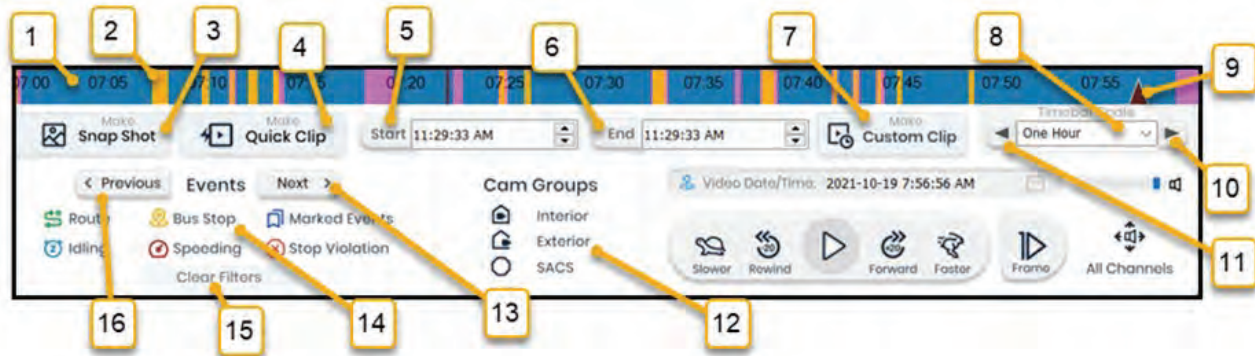 1 2 3 4 5 6 7 8 9
07:00 07:05 07:10 07:15 07:20 07:25 07:30 07:35 07:40 07:45 07:50 07:55
Make Snap Shot
Make Quick Clip
Start 11:29:33 AM
End 11:29:33 AM
Make Custom Clip
Timebar Scale
One Hour
10
< Previous Events Next >
Route Bus Stop Marked Events
Idling Speeding Stop Violation
Clear Filters
Cam Groups
Interior
Exterior
SACS
Video Date/Time: 2021-10-19 7:56:56 AM
-20 +20
Slower Rewind Forward Faster Frame All Channels
11
16 15 14 13 12